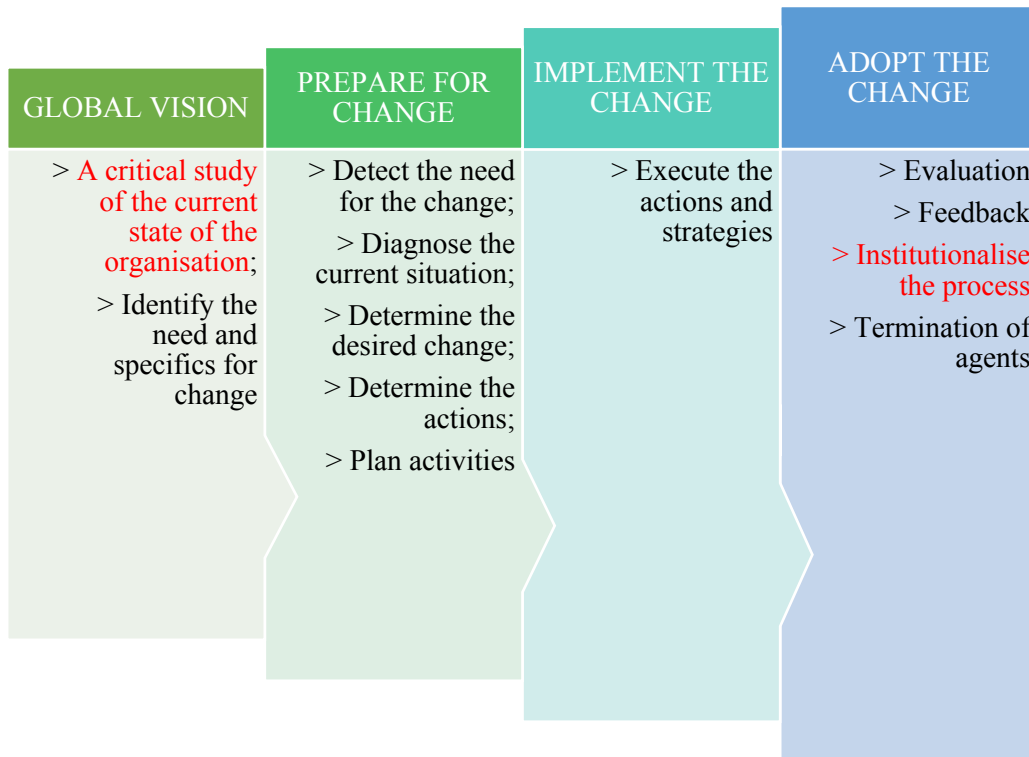 GLOBAL VISION
> A critical study
of the current
state of the
organisation;
> Identify the
need and
specifics for
change
PREPARE FOR
CHANGE
> Detect the need
for the change;
> Diagnose the
current situation;
> Determine the
desired change;
> Determine the
actions;
> Plan activities
IMPLEMENT THE
CHANGE
> Execute the
actions and
strategies
ADOPT THE
CHANGE
> Evaluation
> Feedback
> Institutionalise
the process
> Termination of
agents